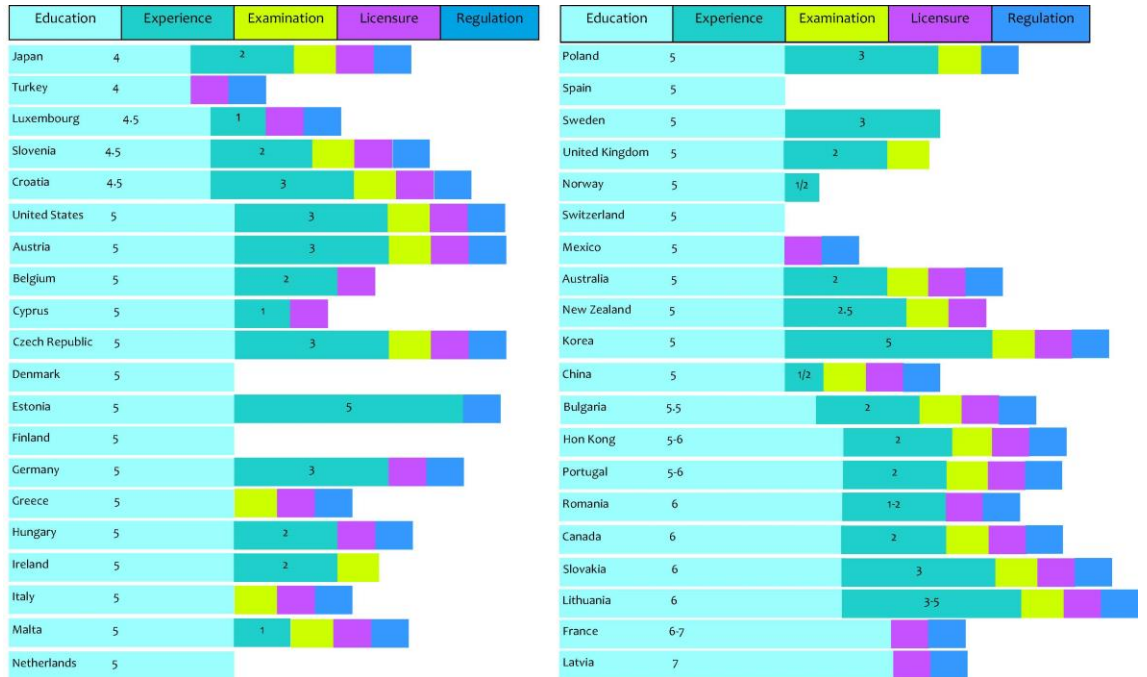 Education Experience Examination Licensure Regulation
Japan 4 2
Turkey 4
Luxembourg 4.5 1
Slovenia 4.5 2
Croatia 4.5 3
United States 5 3
Austria 5 3
Belgium 5 2
Cyprus 5 1
Czech Republic 5 3
Denmark 5
Estonia 5 5
Finland 5
Germany 5 3
Greece 5
Hungary 5 2
Ireland 5 2
Italy 5
Malta 5 1
Netherlands 5
Education Experience Examination Licensure Regulation
Poland 5 3
Spain 5
Sweden 5 3
United Kingdom 5 2
Norway 5 1/2
Switzerland 5
Mexico 5
Australia 5 2
New Zealand 5 2.5
Korea 5 5
China 5 1/2
Bulgaria 5.5 2
Hon Kong 5-6 2
Portugal 5-6 2
Romania 6 1-2
Canada 6 2
Slovakia 6 3
Lithuania 6 3-5
France 6-7
Latvia 7